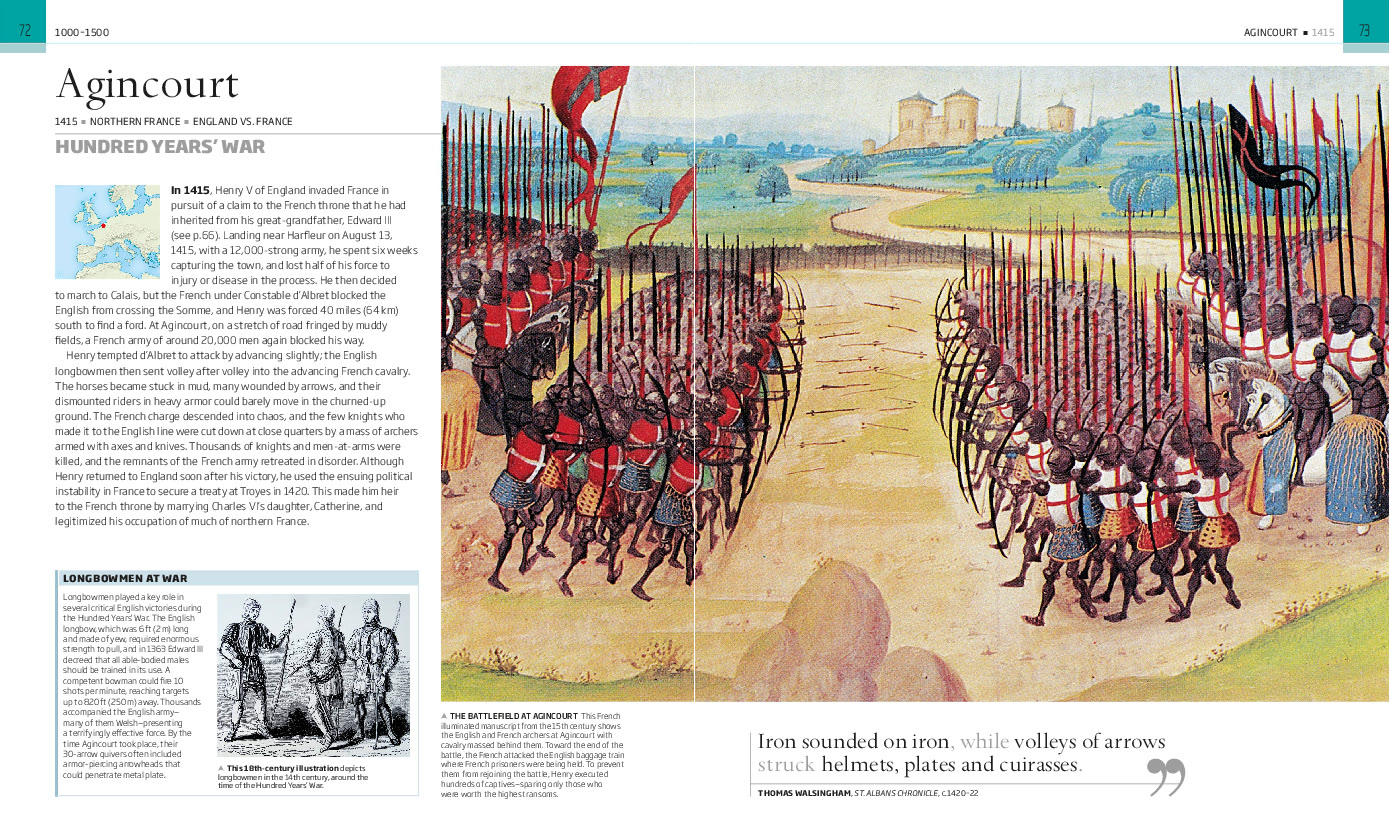 72
1000–1500
AGINCOURT ■ 1415
73
Agincourt
1415 ■ NORTHERN FRANCE ■ ENGLAND VS. FRANCE
HUNDRED YEARS’ WAR
In 1415, Henry V of England invaded France in
pursuit of a claim to the French throne that he had
inherited from his great-grandfather, Edward III
(see p.66). Landing near Harfleur on August 13,
1415, with a 12,000-strong army, he spent six weeks
capturing the town, and lost half of his force to
injury or disease in the process. He then decided
to march to Calais, but the French under Constable d’Albret blocked the
English from crossing the Somme, and Henry was forced 40 miles (64 km)
south to find a ford. At Agincourt, on a stretch of road fringed by muddy
fields, a French army of around 20,000 men again blocked his way.
Henry tempted d’Albret to attack by advancing slightly; the English
longbowmen then sent volley after volley into the advancing French cavalry.
The horses became stuck in mud, many wounded by arrows, and their
dismounted riders in heavy armor could barely move in the churned-up
ground. The French charge descended into chaos, and the few knights who
made it to the English line were cut down at close quarters by a mass of archers
armed with axes and knives. Thousands of knights and men-at-arms were
killed, and the remnants of the French army retreated in disorder. Although
Henry returned to England soon after his victory, he used the ensuing political
instability in France to secure a treaty at Troyes in 1420. This made him heir
to the French throne by marrying Charles VI’s daughter, Catherine, and
legitimized his occupation of much of northern France.
LONGBOWMEN AT WAR
Longbowmen played a key role in
several critical English victories during
the Hundred Years’ War. The English
longbow, which was 6 ft (2 m) long
and made of yew, required enormous
strength to pull, and in 1363 Edward III
decreed that all able-bodied males
should be trained in its use. A
competent bowman could fire 10
shots per minute, reaching targets
up to 820 ft (250 m) away. Thousands
accompanied the English army—
many of them Welsh—presenting
a terrifyingly effective force. By the
time Agincourt took place, their
30-arrow quivers often included
armor-piercing arrowheads that
could penetrate metal plate.
▲ This 18th-century illustration depicts
longbowmen in the 14th century, around the
time of the Hundred Years’ War.
▲ THE BATTLEFIELD AT AGINCOURT This French
illuminated manuscript from the 15th century shows
the English and French archers at Agincourt with
cavalry massed behind them. Toward the end of the
battle, the French attacked the English baggage train
where French prisoners were being held. To prevent
them from rejoining the battle, Henry executed
hundreds of captives—sparing only those who
were worth the highest ransoms.
Iron sounded on iron, while volleys of arrows
struck helmets, plates and cuirasses.
”
THOMAS WALSINGHAM, ST. ALBANS CHRONICLE, c.1420–22